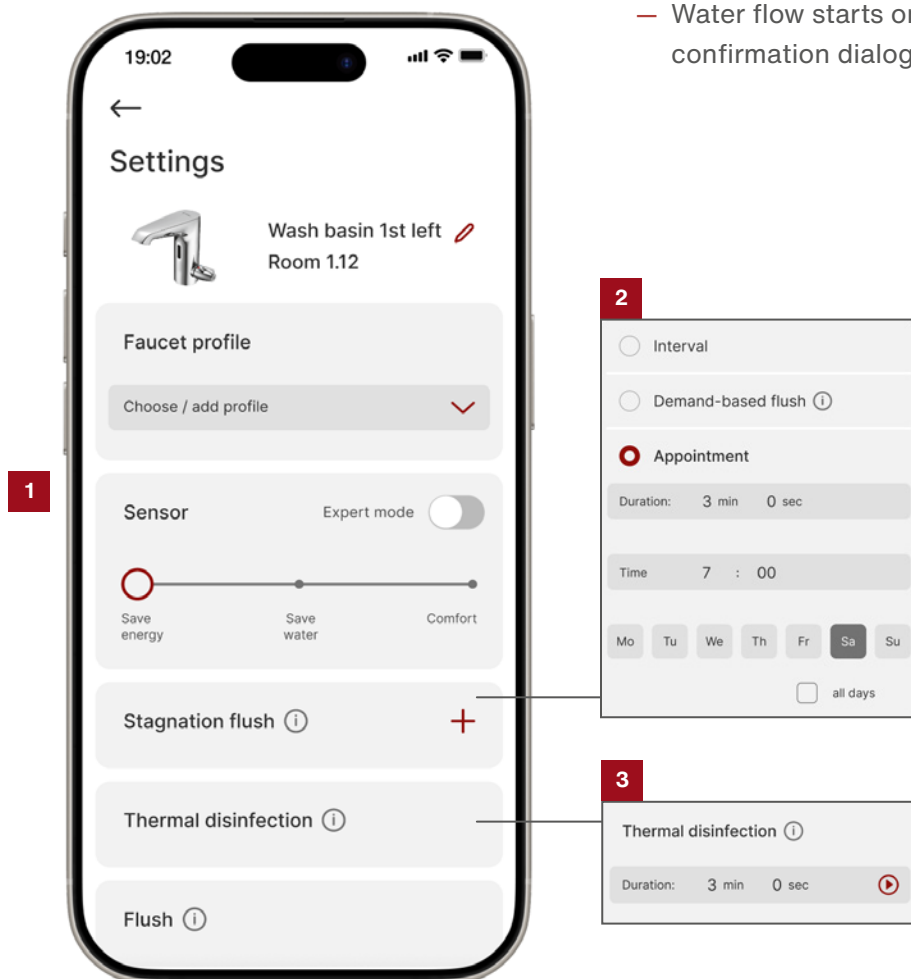 — Water flow starts
confirmation dialog
19:02
Settings
Wash basin 1st left
Room 1.12
Faucet profile
Choose / add profile
1
Sensor
Expert mode
Save energy
Save water
Comfort
Stagnation flush
Thermal disinfection
Flush
2
Interval
Demand-based flush
Appointment
Duration: 3 min 0 sec
Time 7 : 00
Mo Tu We Th Fr Sa Su
all days
3
Thermal disinfection
Duration: 3 min 0 sec